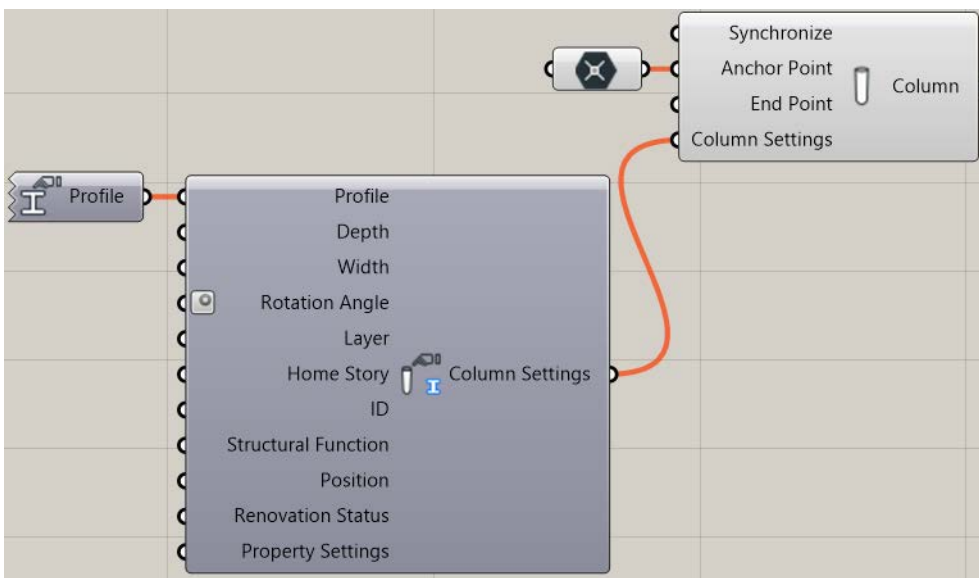 Synchronize
Anchor Point
End Point
Column Settings
Column
Profile
Profile
Depth
Width
Rotation Angle
Layer
Home Story
ID
Structural Function
Position
Renovation Status
Property Settings
Column Settings